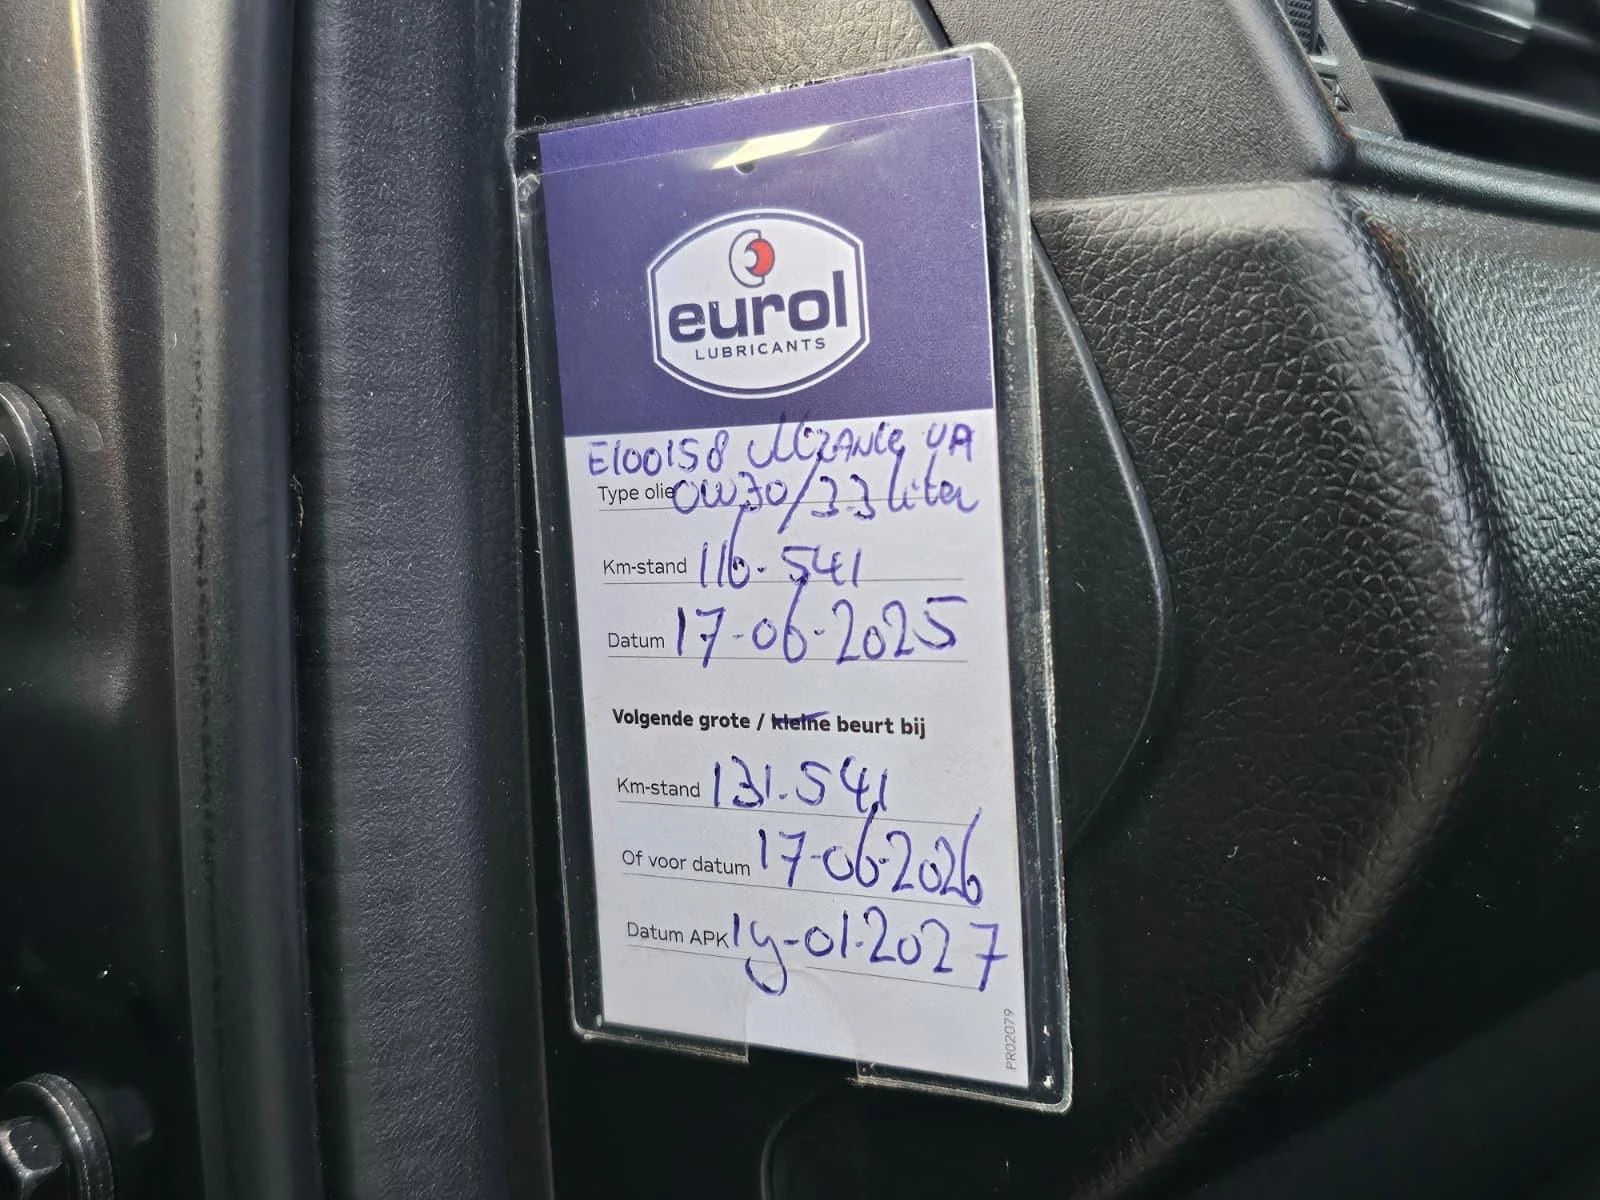 eurol
LUBRICANTS
E100158 VA
Type olie 0W30/3.3 liter
Km-stand 116.541
Datum 17-06-2025
Volgende grote / kleine beurt bij
Km-stand 131.541
Of voor datum 17-06-2026
Datum APK 19-01-2027
PR02079